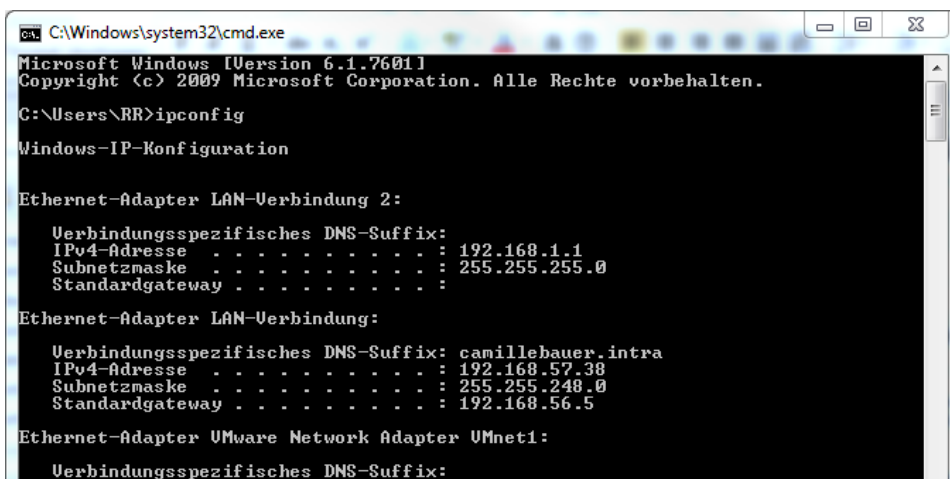 C:\Windows\system32\cmd.exe
Microsoft Windows [Version 6.1.7601]
Copyright (c) 2009 Microsoft Corporation. Alle Rechte vorbehalten.
C:\Users\RR>ipconfig
Windows-IP-Konfiguration
Ethernet-Adapter LAN-Verbindung 2:
Verbindungsspezifisches DNS-Suffix:
IPv4-Adresse . . . . . . . . . . : 192.168.1.1
Subnetzmaske . . . . . . . . . . : 255.255.255.0
Standardgateway . . . . . . . . . :
Ethernet-Adapter LAN-Verbindung:
Verbindungsspezifisches DNS-Suffix: camillebauer.intra
IPv4-Adresse . . . . . . . . . . : 192.168.57.38
Subnetzmaske . . . . . . . . . . : 255.255.248.0
Standardgateway . . . . . . . . . : 192.168.56.5
Ethernet-Adapter VMware Network Adapter VMnet1:
Verbindungsspezifisches DNS-Suffix: